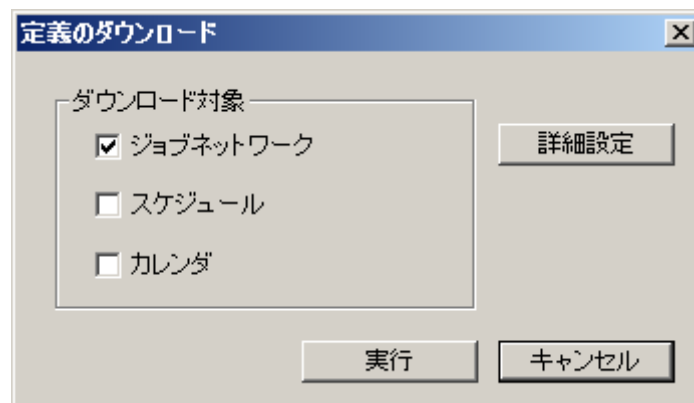 定義のダウンロード
ダウンロード対象
ジョブネットワーク
詳細設定
スケジュール
カレンダ
実行
キャンセル